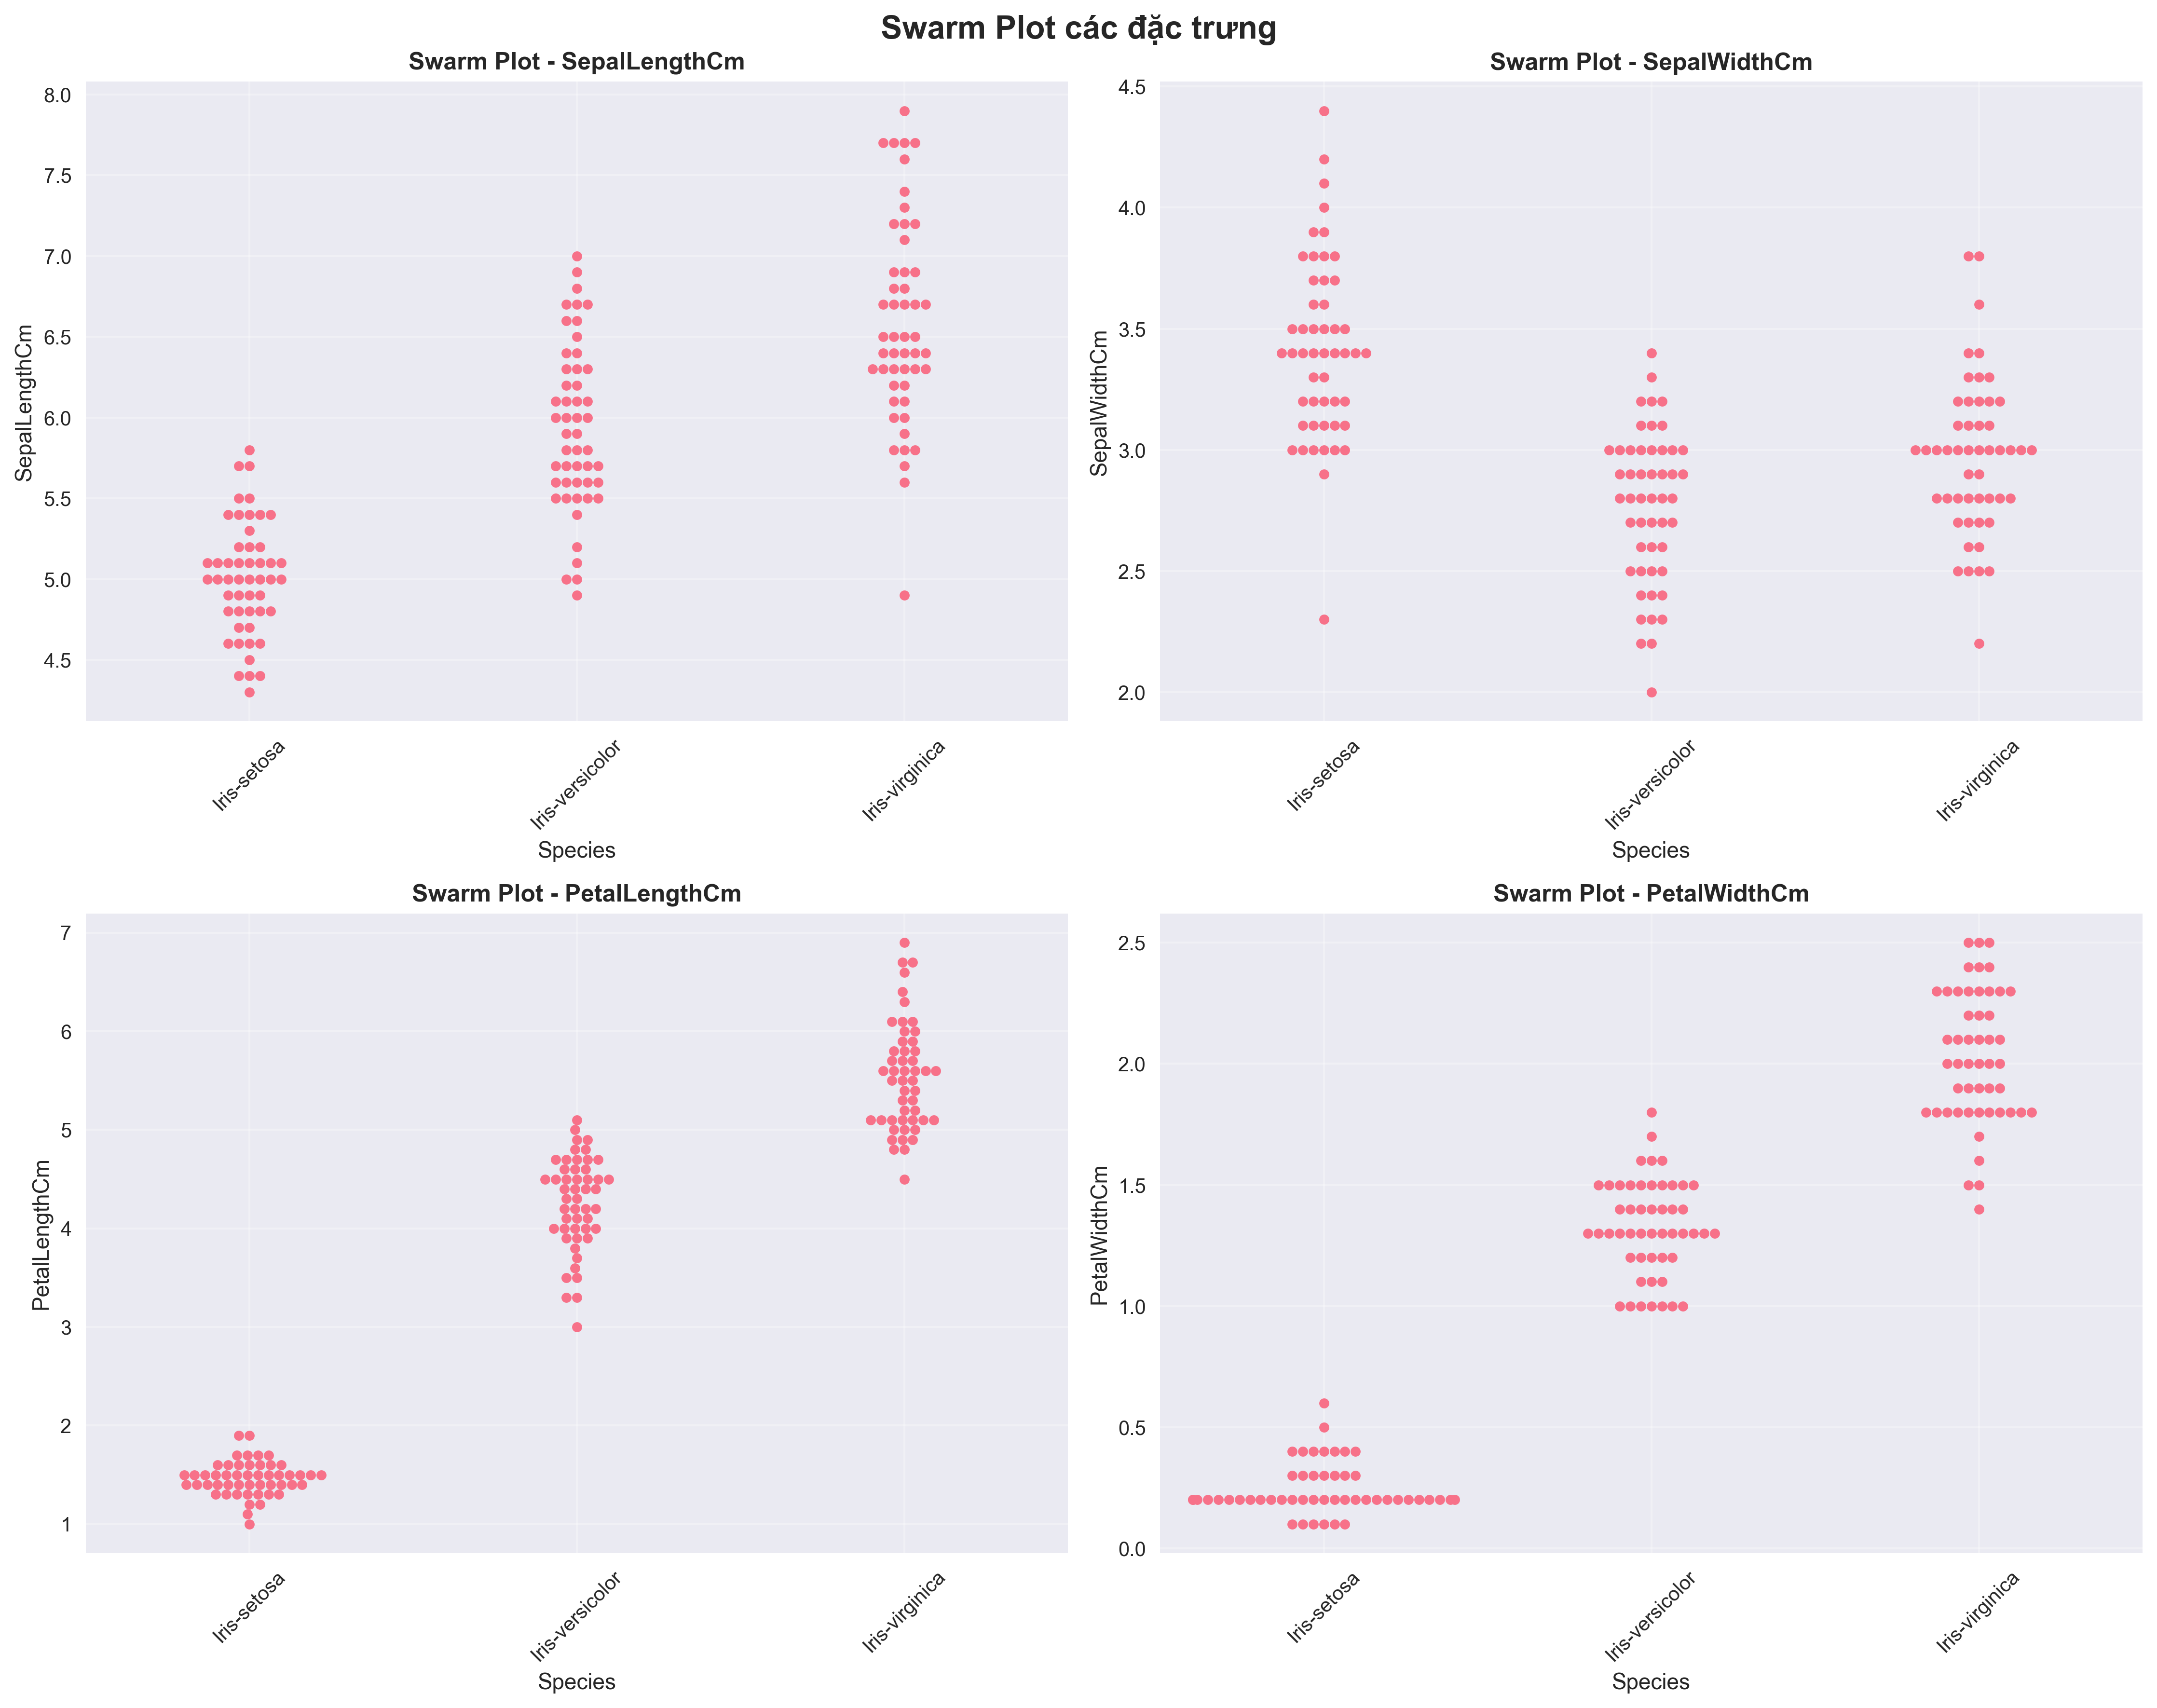 Swarm Plot các đặc trưng
Swarm Plot - SepalLengthCm
8.0
7.5
7.0
6.5
6.0
5.5
5.0
4.5
SepalLengthCm
Iris-setosa
Iris-versicolor
Iris-virginica
Species
Swarm Plot - SepalWidthCm
4.5
4.0
3.5
3.0
2.5
2.0
SepalWidthCm
Iris-setosa
Iris-versicolor
Iris-virginica
Species
Swarm Plot - PetalLengthCm
7
6
5
4
3
2
1
PetalLengthCm
Iris-setosa
Iris-versicolor
Iris-virginica
Species
Swarm Plot - PetalWidthCm
2.5
2.0
1.5
1.0
0.5
0.0
PetalWidthCm
Iris-setosa
Iris-versicolor
Iris-virginica
Species